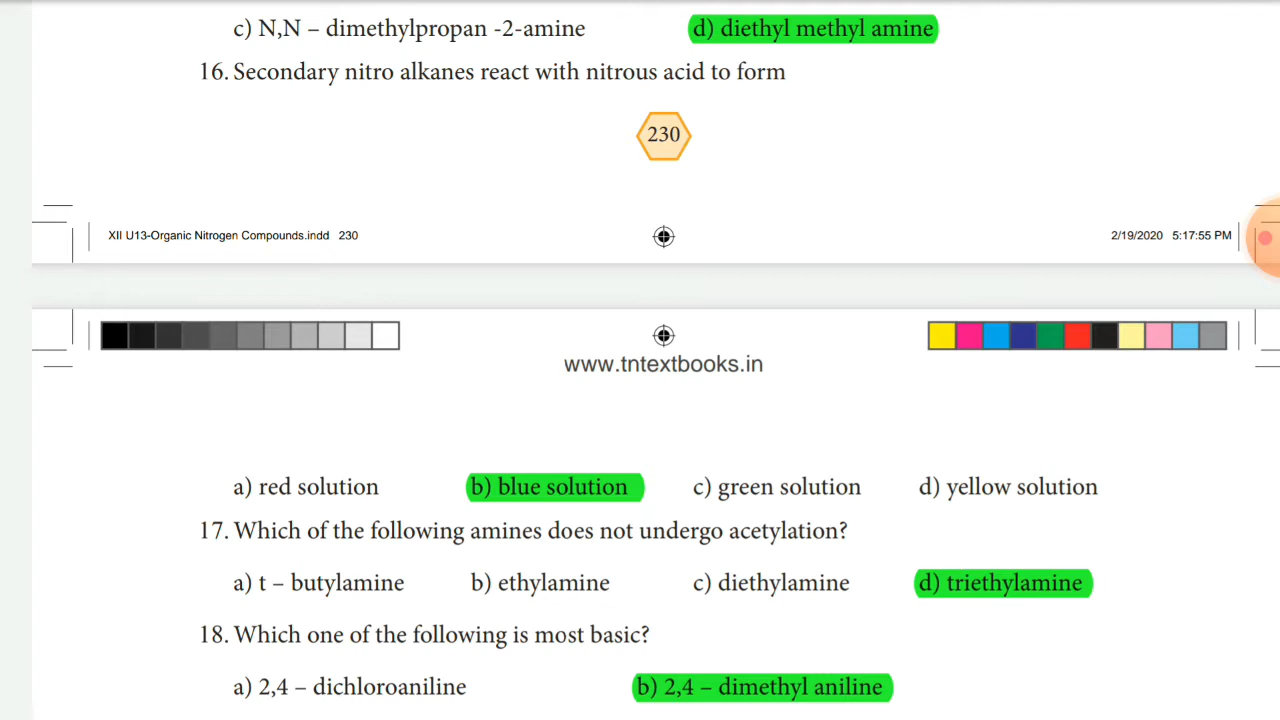 c) N,N – dimethylpropan -2-amine d) diethyl methyl amine
16. Secondary nitro alkanes react with nitrous acid to form
230
XII U13-Organic Nitrogen Compounds.indd 230 2/19/2020 5:17:55 PM
www.tntextbooks.in
a) red solution b) blue solution c) green solution d) yellow solution
17. Which of the following amines does not undergo acetylation?
a) t – butylamine b) ethylamine c) diethylamine d) triethylamine
18. Which one of the following is most basic?
a) 2,4 – dichloroaniline b) 2,4 – dimethyl aniline